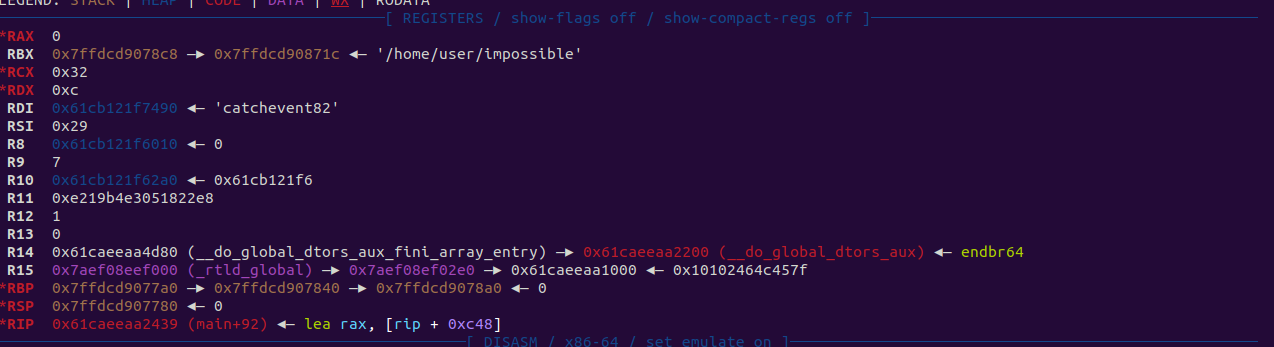 LEGEND: STACK | HEAP | CODE | DATA | WX | RODATA
[ REGISTERS / show-flags off / show-compact-regs off ]
*RAX  0
 RBX  0x7ffdcd9078c8 —▸ 0x7ffdcd90871c ◂— '/home/user/impossible'
*RCX  0x32
*RDX  0xc
 RDI  0x61cb121f7490 ◂— 'catchevent82'
 RSI  0x29
 R8   0x61cb121f6010 ◂— 0
 R9   7
 R10  0x61cb121f62a0 ◂— 0x61cb121f6
 R11  0xe219b4e3051822e8
 R12  1
 R13  0
 R14  0x61caeeaa4d80 (__do_global_dtors_aux_fini_array_entry) —▸ 0x61caeeaa2200 (__do_global_dtors_aux) ◂— endbr64
 R15  0x7aef08eef000 (_rtld_global) —▸ 0x7aef08ef02e0 —▸ 0x61caeeaa1000 ◂— 0x10102464c457f
*RBP  0x7ffdcd9077a0 —▸ 0x7ffdcd907840 —▸ 0x7ffdcd9078a0 ◂— 0
*RSP  0x7ffdcd907780 ◂— 0
*RIP  0x61caeeaa2439 (main+92) ◂— lea rax, [rip + 0xc48]
[ DISASM / x86-64 / set emulate on ]